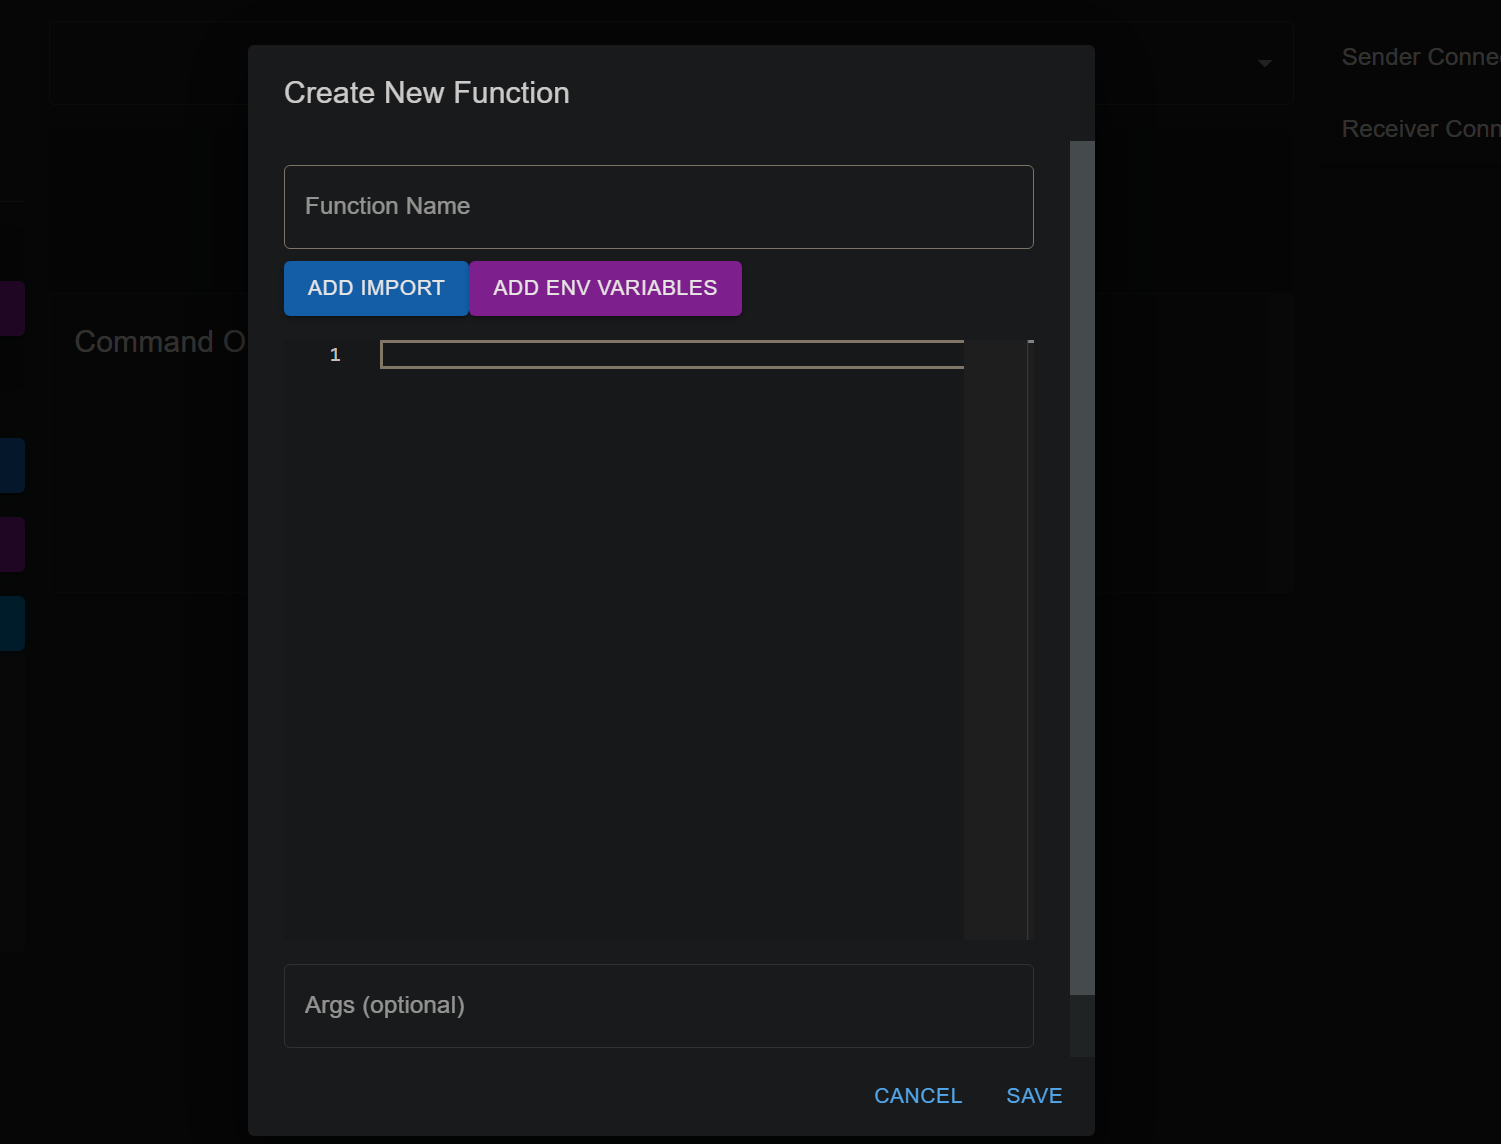 Sender Conne
Receiver Conn
Command O
Create New Function
Function Name
ADD IMPORT
ADD ENV VARIABLES
1
Args (optional)
CANCEL
SAVE